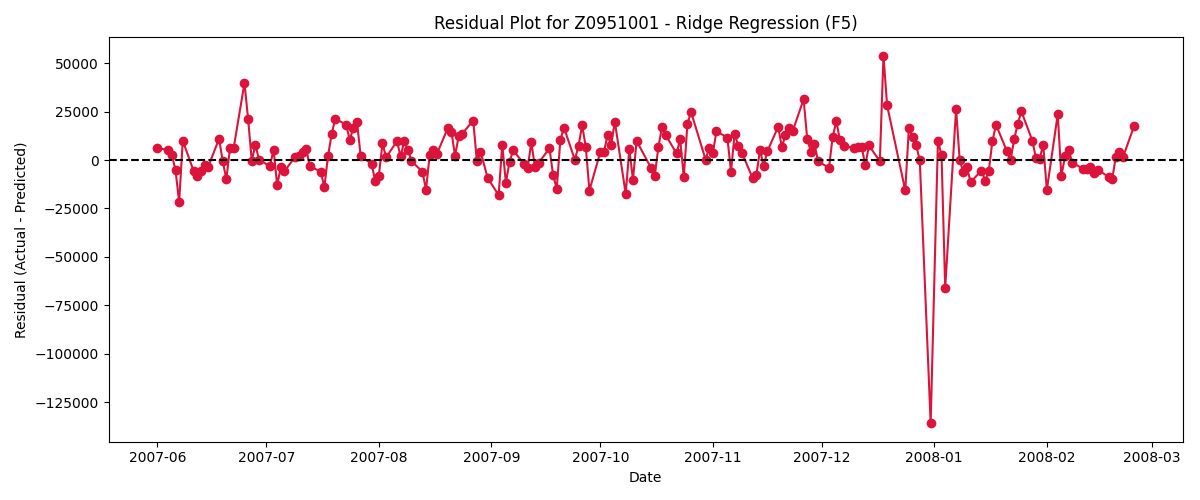 Residual Plot for Z0951001 - Ridge Regression (F5)
Residual (Actual - Predicted)
50000
25000
0
−25000
−50000
−75000
−100000
−125000
2007-06 2007-07 2007-08 2007-09 2007-10 2007-11 2007-12 2008-01 2008-02 2008-03
Date